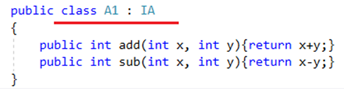 public class A1 : IA
{
public int add(int x, int y){return x+y;}
public int sub(int x, int y){return x-y;}
}